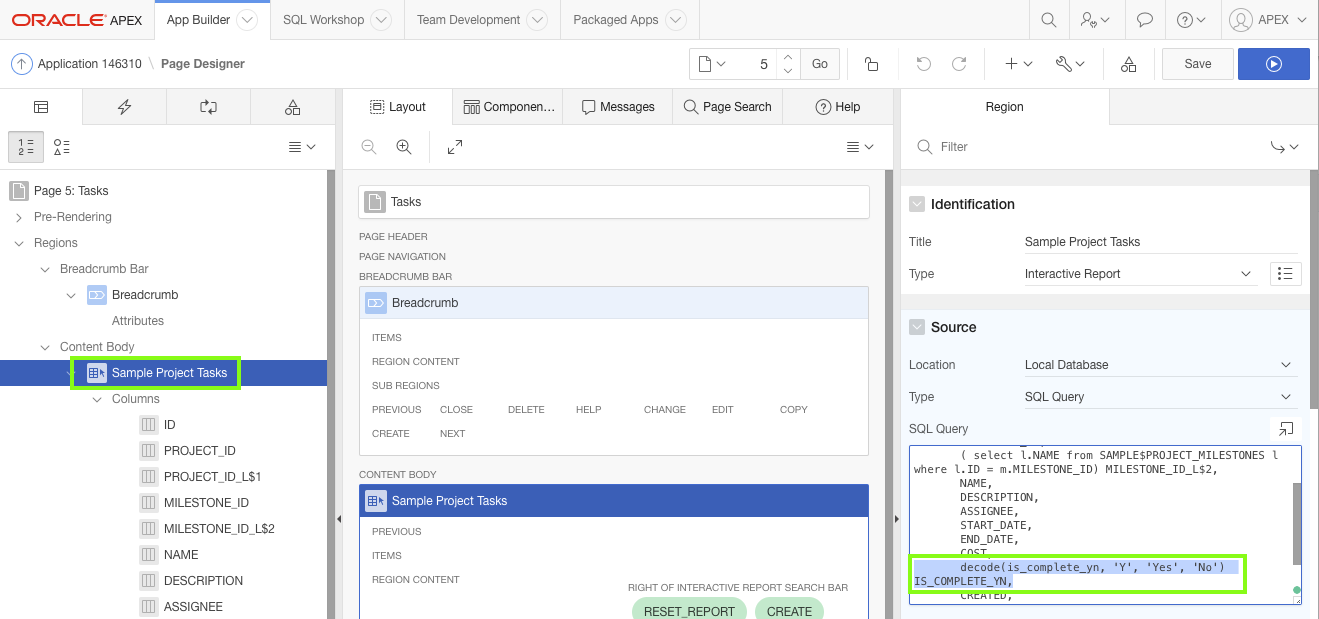 ORACLE APEX App Builder SQL Workshop Team Development Packaged Apps APEX
Application 146310 \ Page Designer 5 Go Save
Layout Componen... Messages Page Search Help Region
Filter
Page 5: Tasks
Pre-Rendering
Regions
Breadcrumb Bar
Breadcrumb
Attributes
Content Body
Sample Project Tasks
Columns
ID
PROJECT_ID
PROJECT_ID_L$1
MILESTONE_ID
MILESTONE_ID_L$2
NAME
DESCRIPTION
ASSIGNEE
Tasks
PAGE HEADER
PAGE NAVIGATION
BREADCRUMB BAR
Breadcrumb
ITEMS
REGION CONTENT
SUB REGIONS
PREVIOUS CLOSE DELETE HELP CHANGE EDIT COPY
CREATE NEXT
CONTENT BODY
Sample Project Tasks
PREVIOUS
ITEMS
REGION CONTENT
RIGHT OF INTERACTIVE REPORT SEARCH BAR
RESET_REPORT CREATE
Identification
Title Sample Project Tasks
Type Interactive Report
Source
Location Local Database
Type SQL Query
SQL Query
( select l.NAME from SAMPLE$PROJECT_MILESTONES l
where l.ID = m.MILESTONE_ID) MILESTONE_ID_L$2,
NAME,
DESCRIPTION,
ASSIGNEE,
START_DATE,
END_DATE,
COST,
decode(is_complete_yn, 'Y', 'Yes', 'No')
IS_COMPLETE_YN,
CREATED,